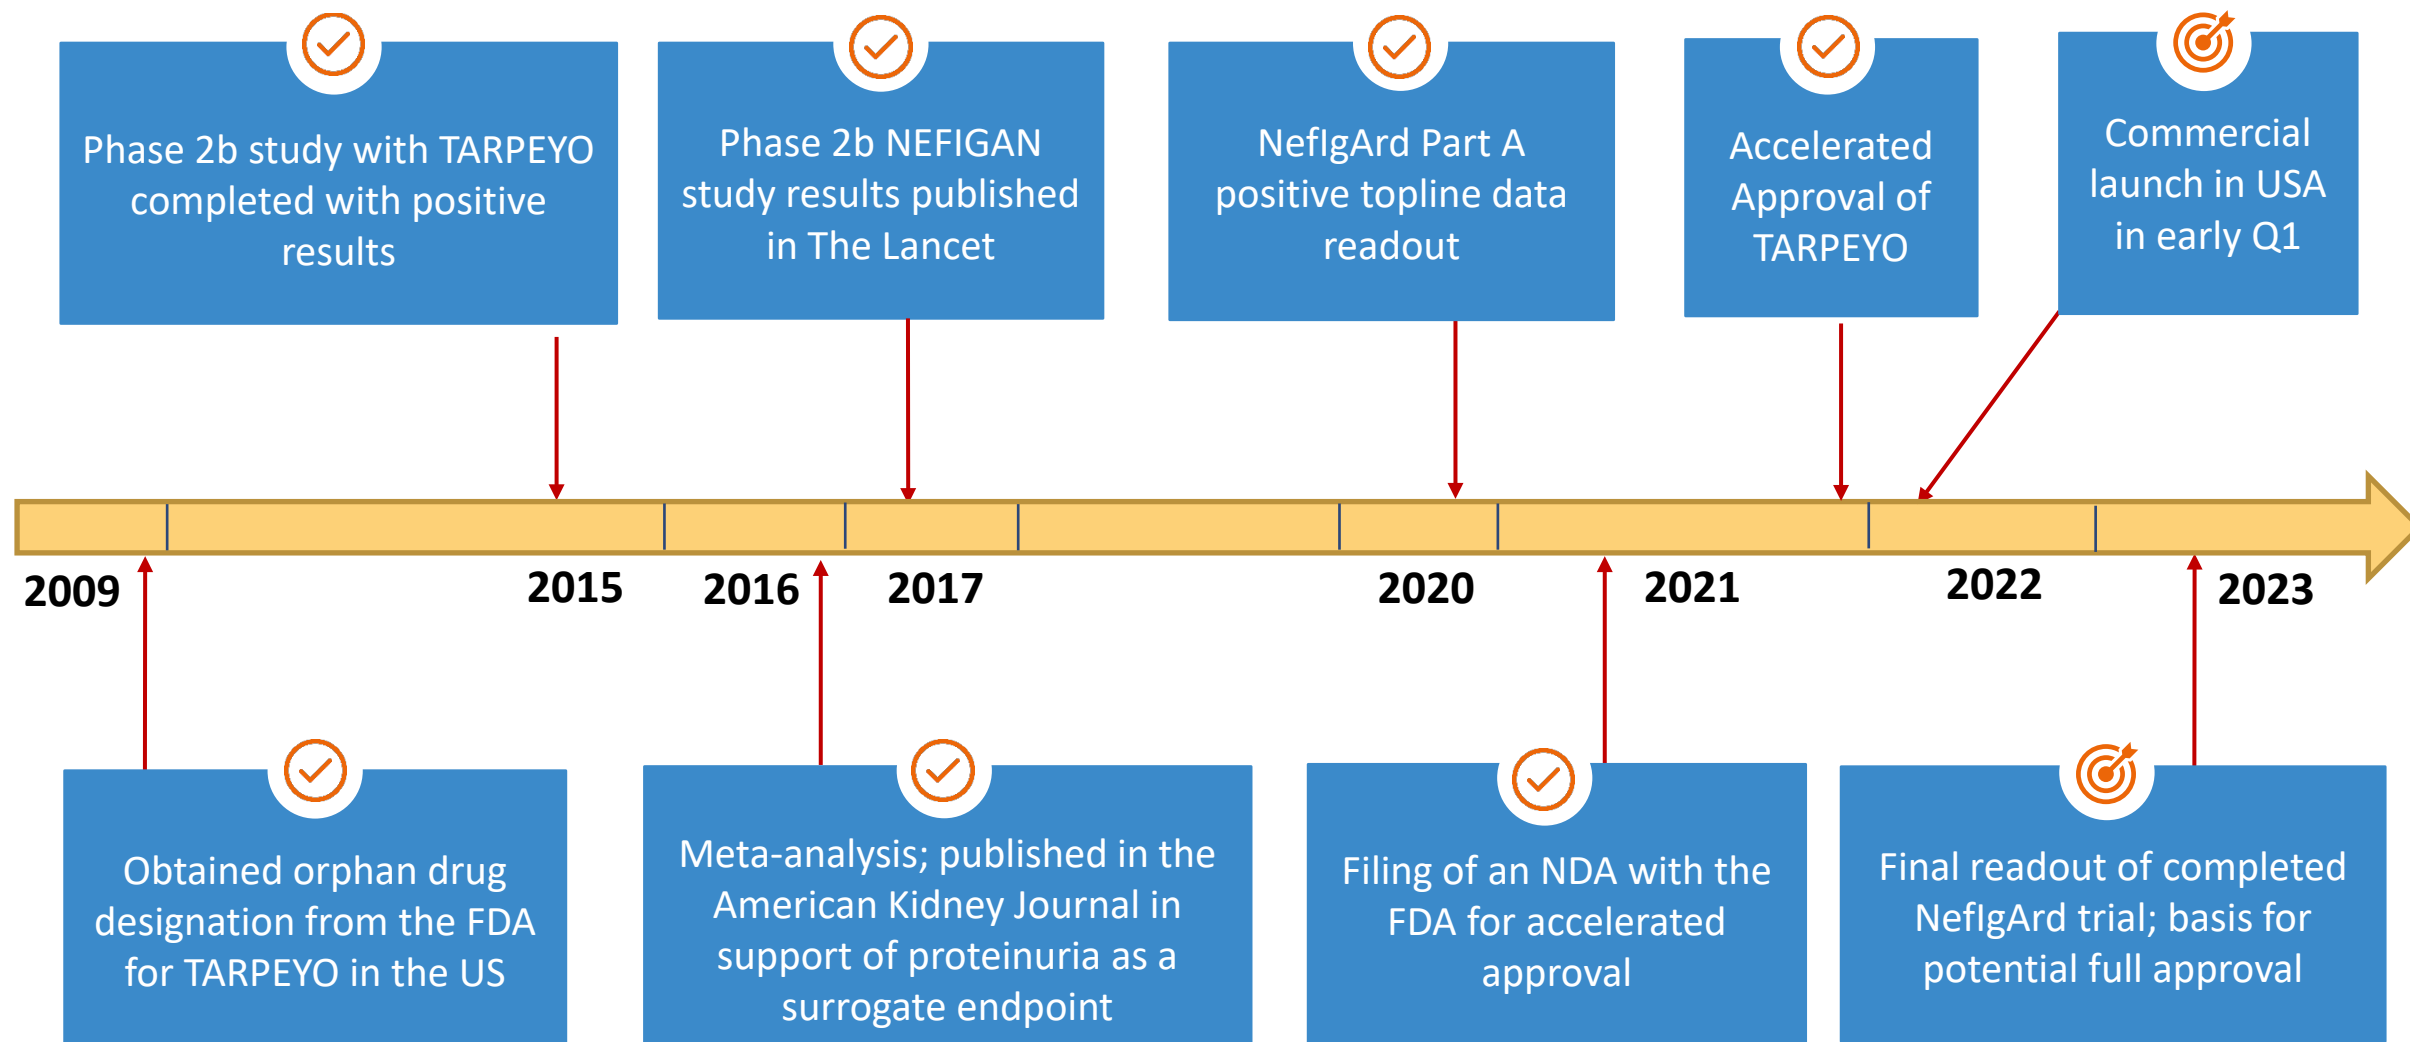 Phase 2b study with TARPEYO
completed with positive
results
Phase 2b NEFIGAN
study results published
in The Lancet
NefIgArd Part A
positive topline data
readout
Accelerated
Approval of
TARPEYO
Commercial
launch in USA
in early Q1
2009
2015
2016
2017
2020
2021
2022
2023
Obtained orphan drug
designation from the FDA
for TARPEYO in the US
Meta-analysis; published in the
American Kidney Journal in
support of proteinuria as a
surrogate endpoint
Filing of an NDA with the
FDA for accelerated
approval
Final readout of completed
NefIgArd trial; basis for
potential full approval